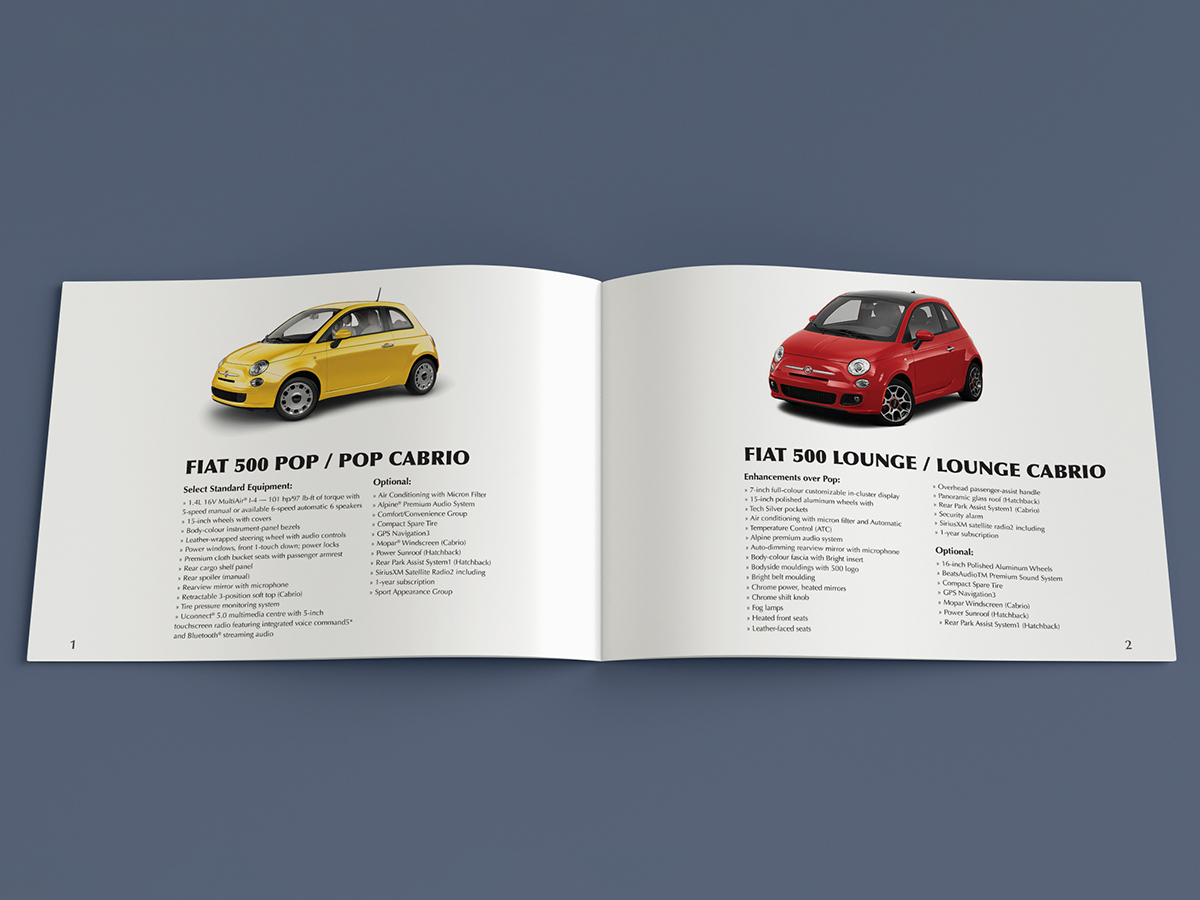 FIAT 500 POP / POP CABRIO
Select Standard Equipment:
» 1.4L 16V MultiAir® I-4 — 101 hp/97 lb-ft of torque with
5-speed manual or available 6-speed automatic 6 speakers
» 15-inch wheels with covers
» Body-colour instrument-panel bezels
» Leather-wrapped steering wheel with audio controls
» Power windows, front 1-touch down; power locks
» Premium cloth bucket seats with passenger armrest
» Rear cargo shelf panel
» Rear spoiler (manual)
» Rearview mirror with microphone
» Retractable 3-position soft top (Cabrio)
» Tire pressure monitoring system
» Uconnect® 5.0 multimedia centre with 5-inch
touchscreen radio featuring integrated voice command5*
and Bluetooth® streaming audio
Optional:
» Air Conditioning with Micron Filter
» Alpine® Premium Audio System
» Comfort/Convenience Group
» Compact Spare Tire
» GPS Navigation3
» Mopar® Windscreen (Cabrio)
» Power Sunroof (Hatchback)
» Rear Park Assist System1 (Hatchback)
» SiriusXM Satellite Radio2 including
» 1-year subscription
» Sport Appearance Group
1
FIAT 500 LOUNGE / LOUNGE CABRIO
Enhancements over Pop:
» 7-inch full-colour customizable in-cluster display
» 15-inch polished aluminum wheels with
» Tech Silver pockets
» Air conditioning with micron filter and Automatic
» Temperature Control (ATC)
» Alpine premium audio system
» Auto-dimming rearview mirror with microphone
» Body-colour fascia with Bright insert
» Bodyside mouldings with 500 logo
» Bright belt moulding
» Chrome power, heated mirrors
» Chrome shift knob
» Fog lamps
» Heated front seats
» Leather-faced seats
» Overhead passenger-assist handle
» Panoramic glass roof (Hatchback)
» Rear Park Assist System1 (Cabrio)
» Security alarm
» SiriusXM satellite radio2 including
» 1-year subscription
Optional:
» 16-inch Polished Aluminum Wheels
» BeatsAudioTM Premium Sound System
» Compact Spare Tire
» GPS Navigation3
» Mopar Windscreen (Cabrio)
» Power Sunroof (Hatchback)
» Rear Park Assist System1 (Hatchback)
2